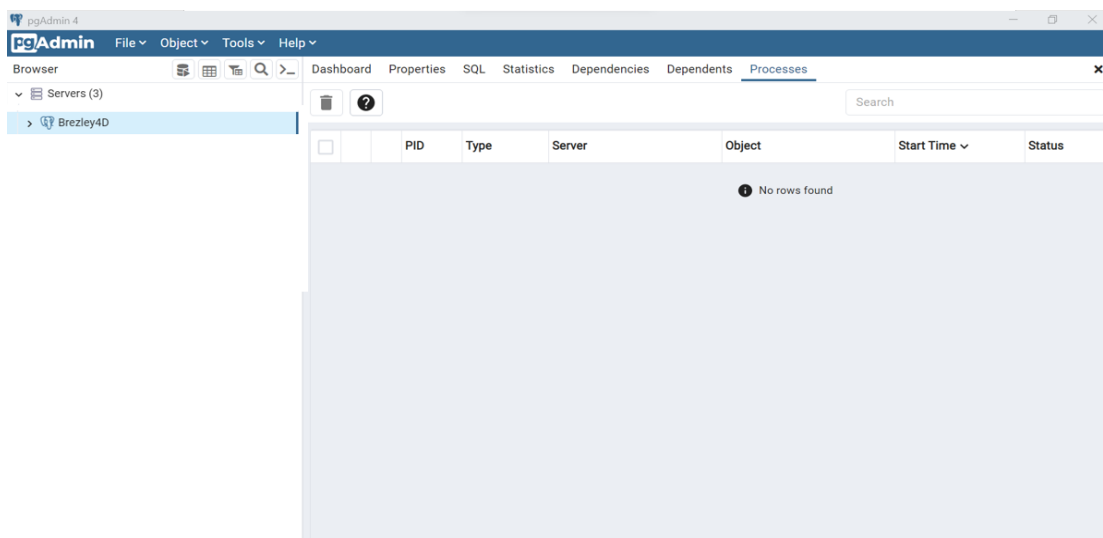 pgAdmin 4
pgAdmin File Object Tools Help
Browser Dashboard Properties SQL Statistics Dependencies Dependents Processes
Servers (3)
Search
Brezley4D
PID Type Server Object Start Time Status
No rows found